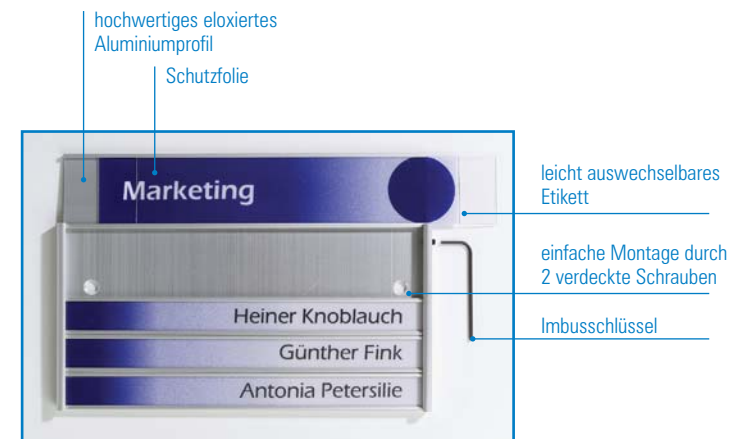 hochwertiges eloxiertes
Aluminiumprofil
Schutzfolie
Marketing
leicht auswechselbares
Etikett
einfache Montage durch
2 verdeckte Schrauben
Heiner Knoblauch
Imbusschlüssel
Günther Fink
Antonia Petersilie